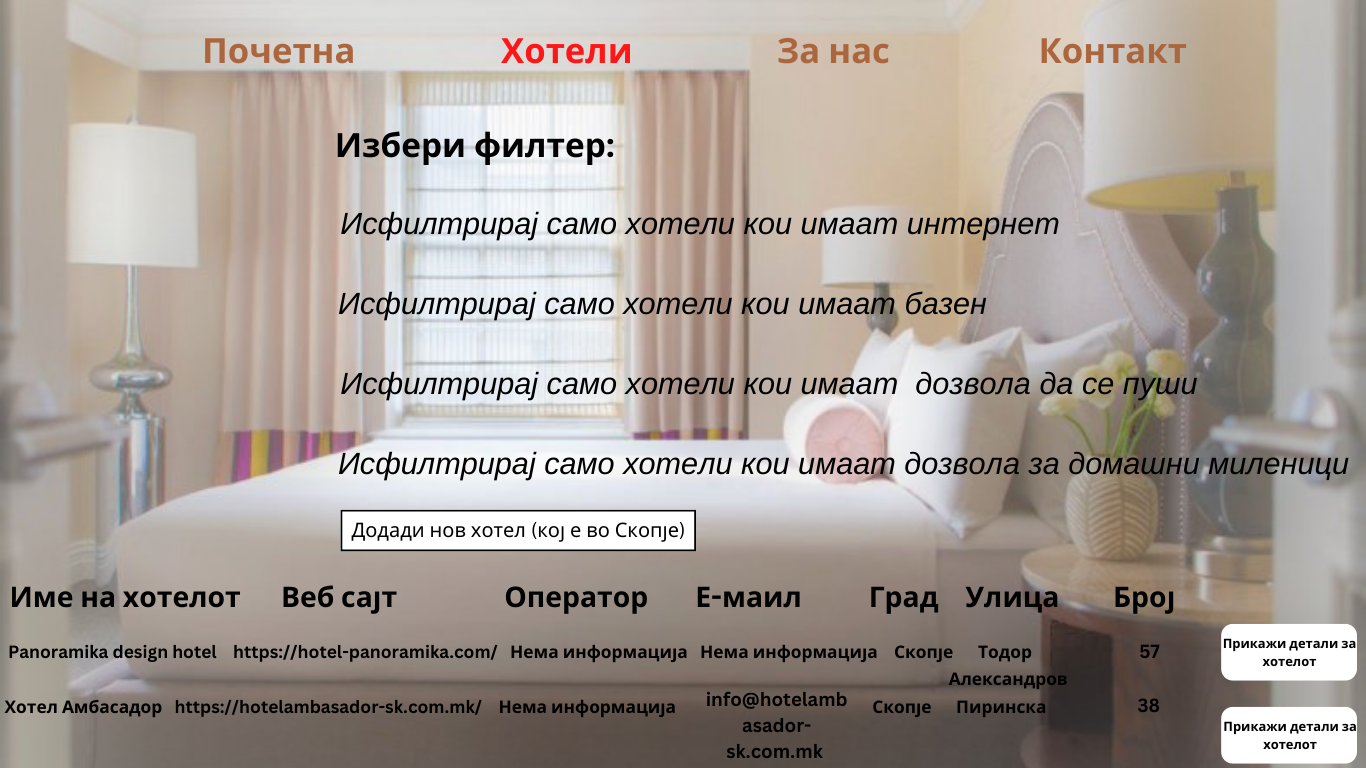 Почетна Хотели За нас Контакт
Избери филтер:
Исфилтрирај само хотели кои имаат интернет
Исфилтрирај само хотели кои имаат базен
Исфилтрирај само хотели кои имаат дозвола да се пуши
Исфилтрирај само хотели кои имаат дозвола за домашни миленици
Додади нов хотел (кој е во Скопје)
Име на хотелот Веб сајт Оператор Е-маил Град Улица Број
Panoramika design hotel https://hotel-panoramika.com/ Нема информација Нема информација Скопје Тодор
Александров
57
Прикажи детали за
хотелот
Хотел Амбасадор https://hotelambasador-sk.com.mk/ Нема информација
info@hotelamb
asador-
sk.com.mk
Скопје Пиринска 38
Прикажи детали за
хотелот